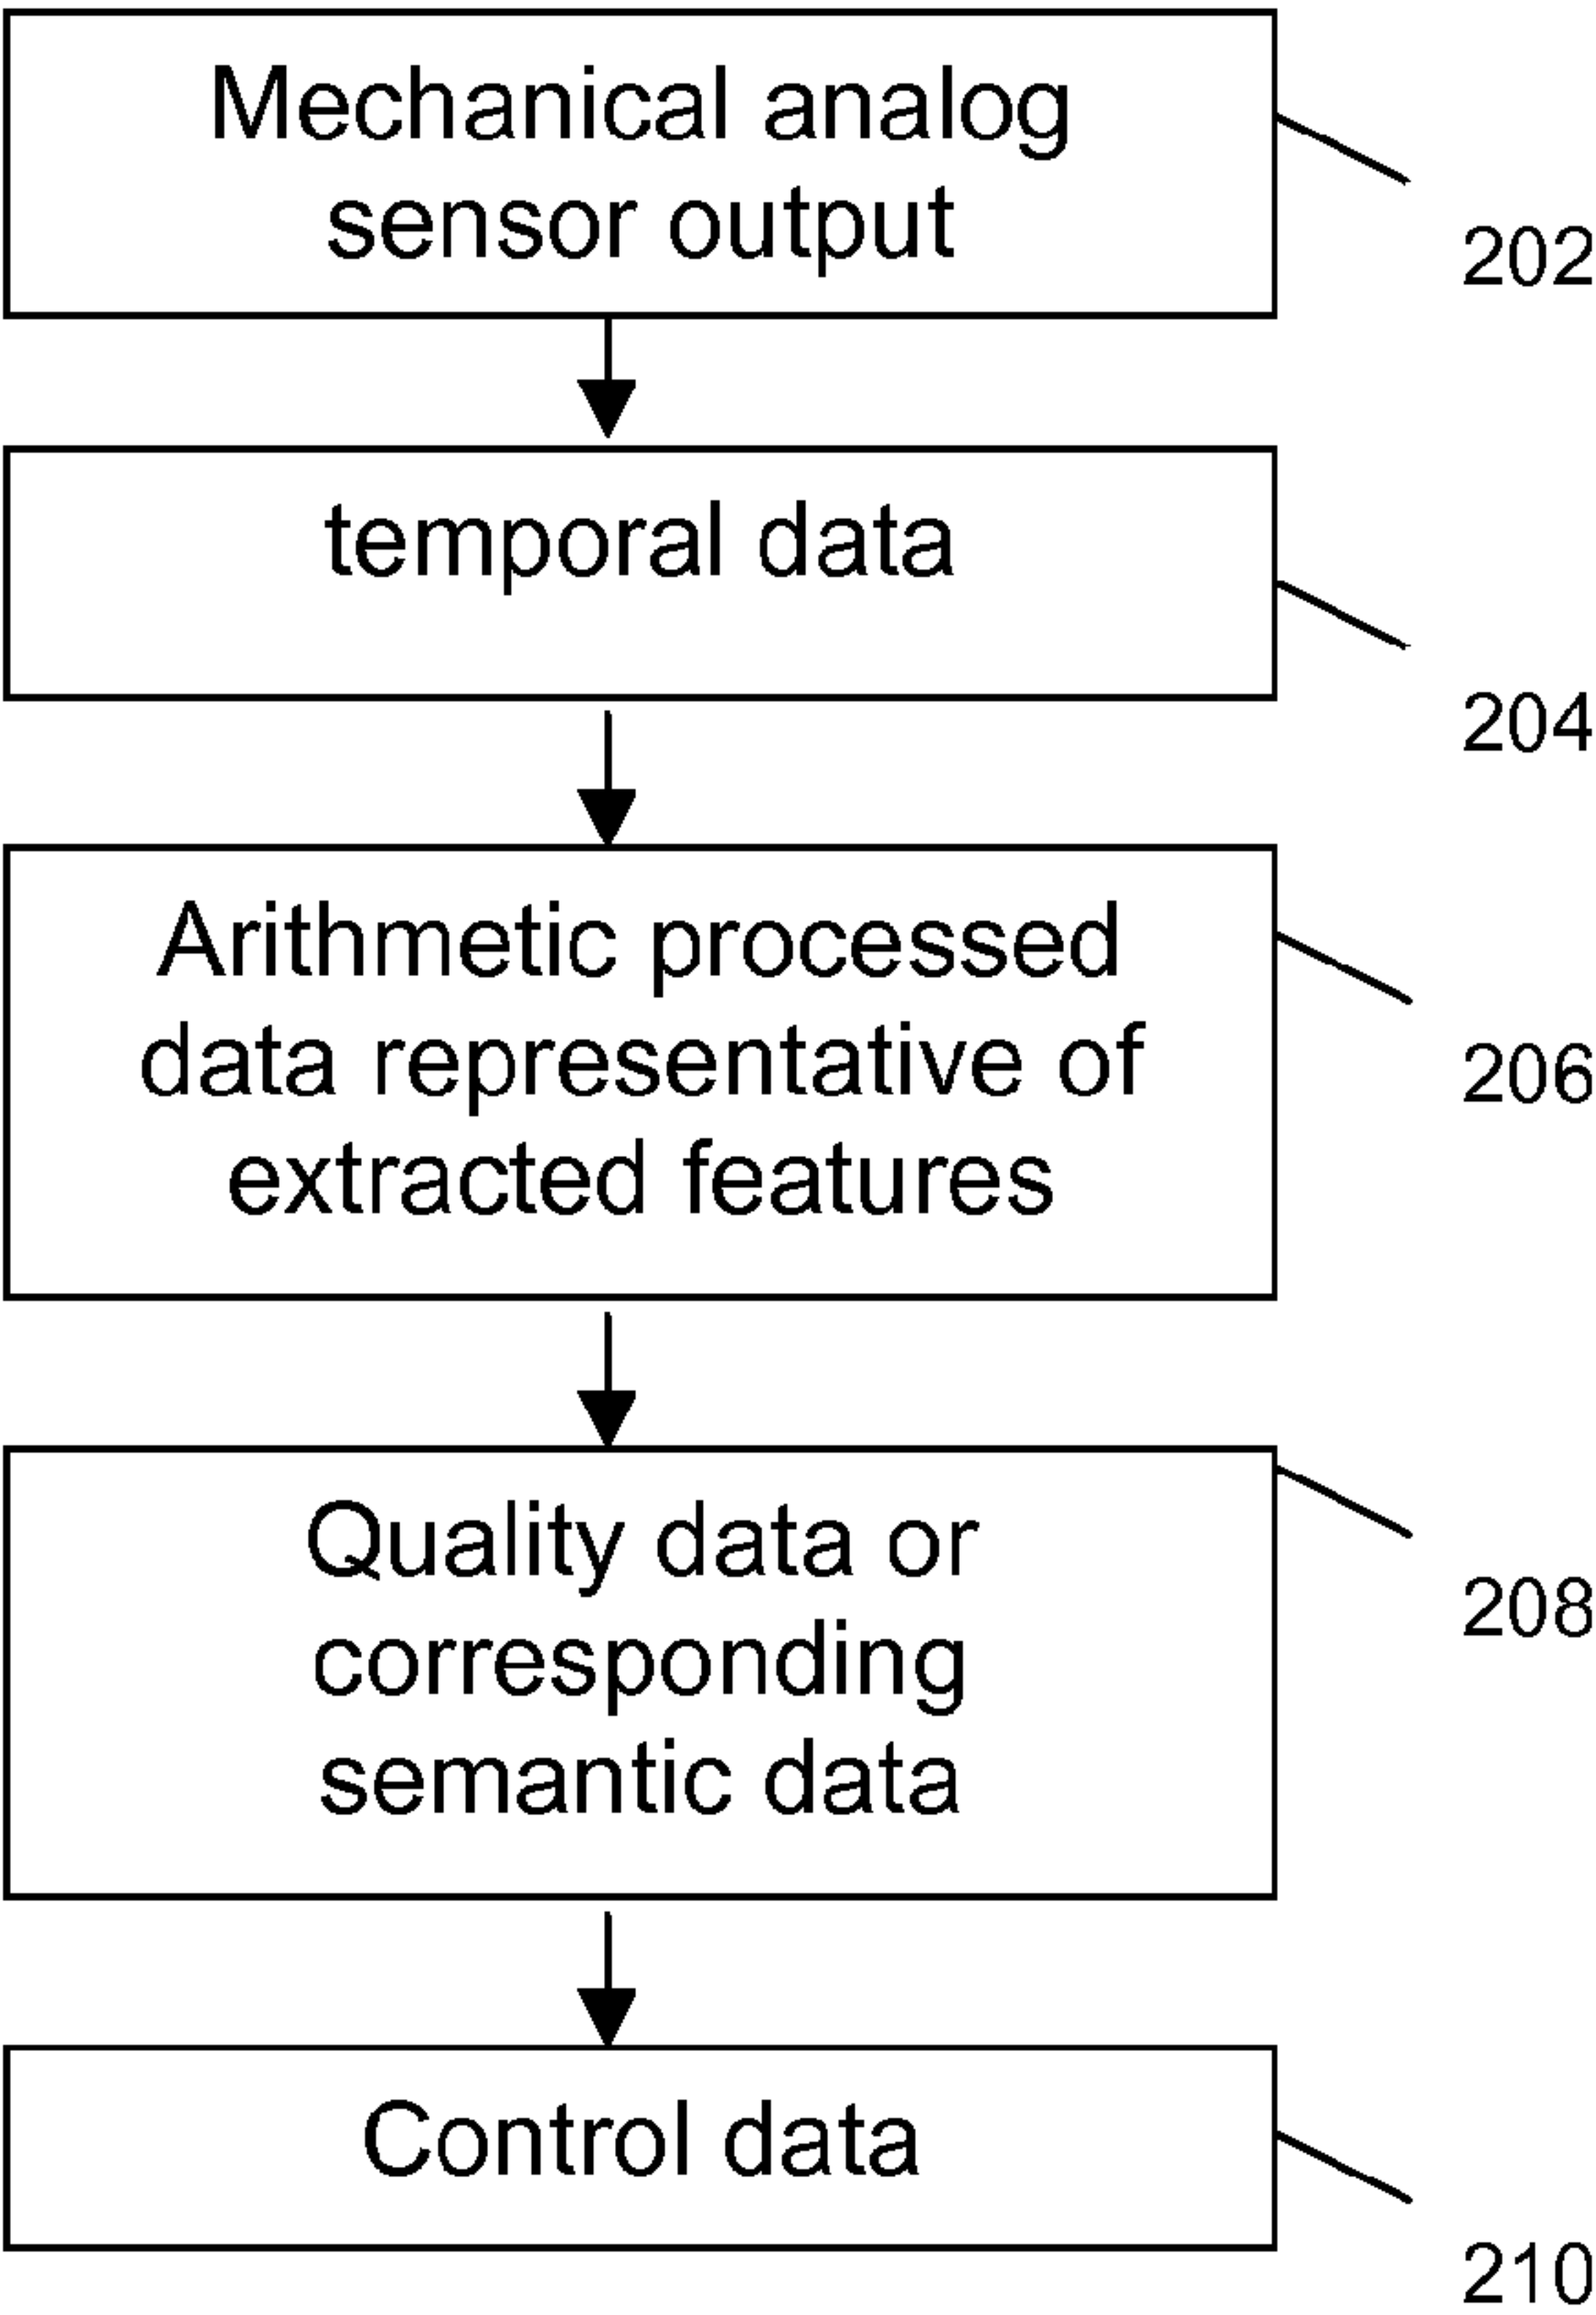 Mechanical analog
sensor output
202
temporal data
204
Arithmetic processed
data representative of
extracted features
206
Quality data or
corresponding
semantic data
208
Control data
210